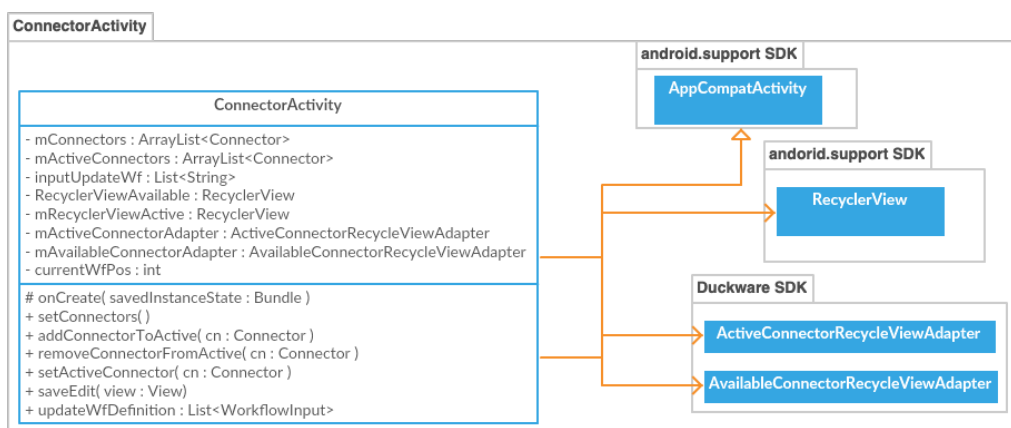 ConnectorActivity
ConnectorActivity
- mConnectors : ArrayList<Connector>
- mActiveConnectors : ArrayList<Connector>
- inputUpdateWf : List<String>
- RecyclerViewAvailable : RecyclerView
- mRecyclerViewActive : RecyclerView
- mActiveConnectorAdapter : ActiveConnectorRecycleViewAdapter
- mAvailableConnectorAdapter : AvailableConnectorRecycleViewAdapter
- currentWfPos : int
# onCreate( savedInstanceState : Bundle )
+ setConnectors( )
+ addConnectorToActive( cn : Connector )
+ removeConnectorFromActive( cn : Connector )
+ setActiveConnector( cn : Connector )
+ saveEdit( view : View)
+ updateWfDefinition : List<WorkflowInput>
android.support SDK
AppCompatActivity
andorid.support SDK
RecyclerView
Duckware SDK
ActiveConnectorRecycleViewAdapter
AvailableConnectorRecycleViewAdapter